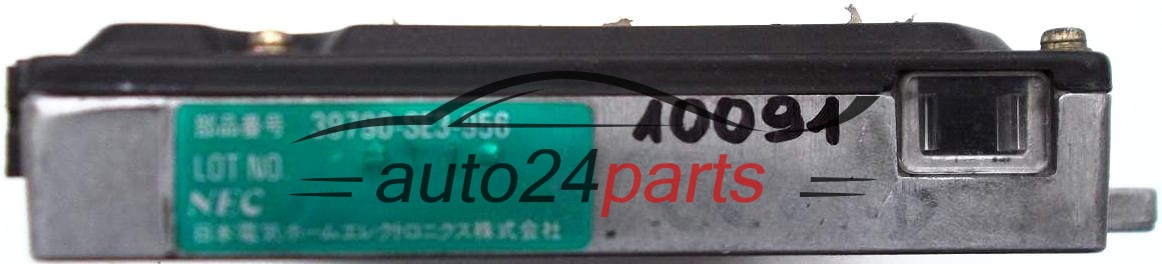 部品番号 39790-SE3-956
LOT NO.
NEC
日本電気ホームエレクトロニクス株式会社
10091
auto24parts